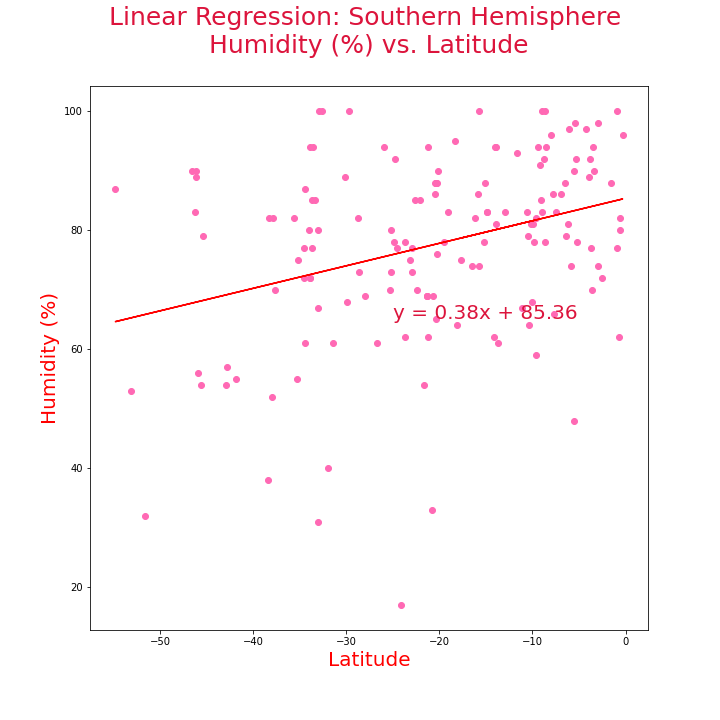 Linear Regression: Southern Hemisphere
Humidity (%) vs. Latitude
100
80
60
40
20
Humidity (%)
y = 0.38x + 85.36
−50
−40
−30
−20
−10
0
Latitude